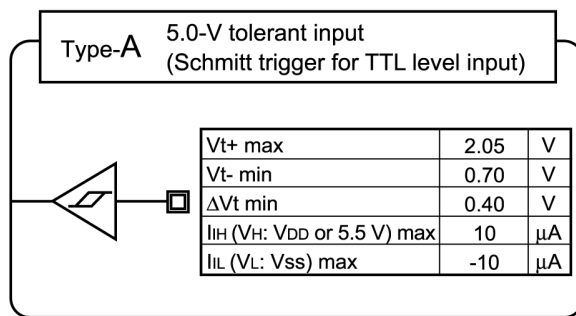 Type-A
5.0-V tolerant input
(Schmitt trigger for TTL level input)
Vt+ max 2.05 V
Vt- min 0.70 V
ΔVt min 0.40 V
IIH (VH: VDD or 5.5 V) max 10 μA
IIL (VL: Vss) max -10 μA